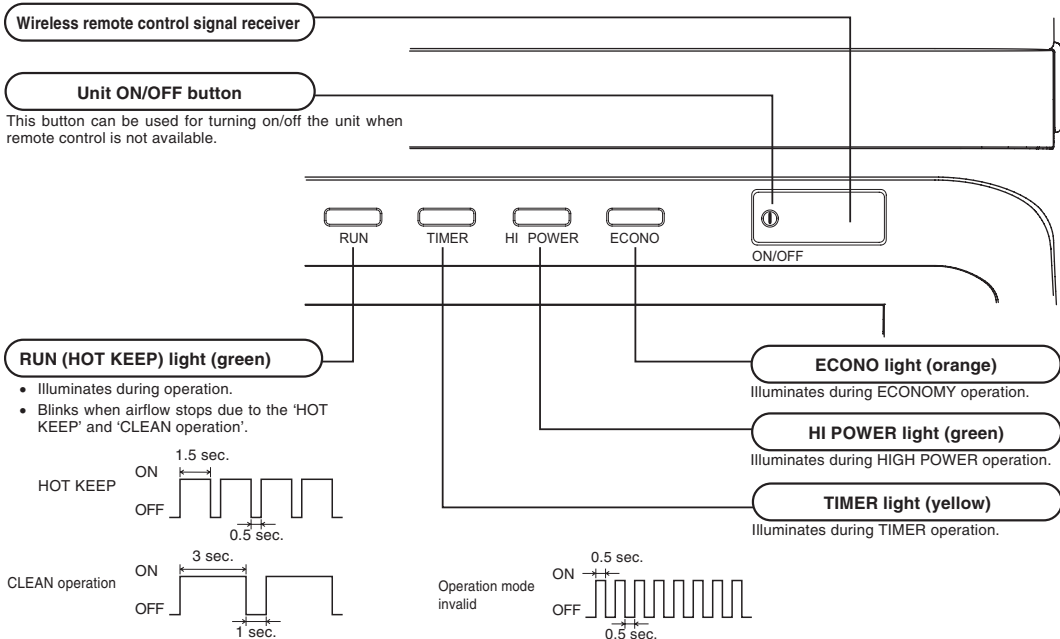 Wireless remote control signal receiver
Unit ON/OFF button
This button can be used for turning on/off the unit when
remote control is not available.
RUN
TIMER
HI POWER
ECONO
ON/OFF
RUN (HOT KEEP) light (green)
• Illuminates during operation.
• Blinks when airflow stops due to the ‘HOT
KEEP’ and ‘CLEAN operation’.
HOT KEEP
ON
OFF
1.5 sec.
0.5 sec.
CLEAN operation
ON
OFF
3 sec.
1 sec.
Operation mode
invalid
ON
OFF
0.5 sec.
0.5 sec.
ECONO light (orange)
Illuminates during ECONOMY operation.
HI POWER light (green)
Illuminates during HIGH POWER operation.
TIMER light (yellow)
Illuminates during TIMER operation.